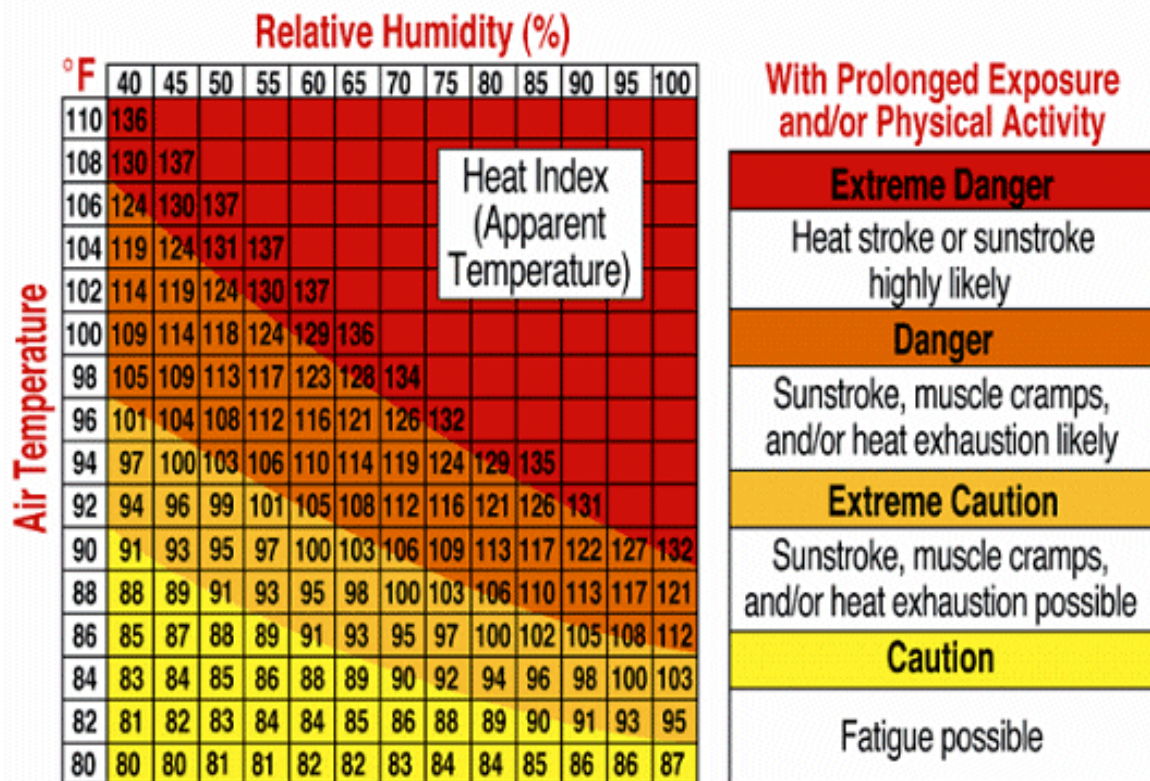 Relative Humidity (%)
°F 40 45 50 55 60 65 70 75 80 85 90 95 100
110 136
108 130 137
106 124 130 137
104 119 124 131 137
102 114 119 124 130 137
100 109 114 118 124 129 136
98 105 109 113 117 123 128 134
96 101 104 108 112 116 121 126 132
94 97 100 103 106 110 114 119 124 129 135
92 94 96 99 101 105 108 112 116 121 126 131
90 91 93 95 97 100 103 106 109 113 117 122 127 132
88 88 89 91 93 95 98 100 103 106 110 113 117 121
86 85 87 88 89 91 93 95 97 100 102 105 108 112
84 83 84 85 86 88 89 90 92 94 96 98 100 103
82 81 82 83 84 84 85 86 88 89 90 91 93 95
80 80 80 81 81 82 82 83 84 84 85 86 86 87
Air Temperature
Heat Index
(Apparent
Temperature)
With Prolonged Exposure
and/or Physical Activity
Extreme Danger
Heat stroke or sunstroke
highly likely
Danger
Sunstroke, muscle cramps,
and/or heat exhaustion likely
Extreme Caution
Sunstroke, muscle cramps,
and/or heat exhaustion possible
Caution
Fatigue possible